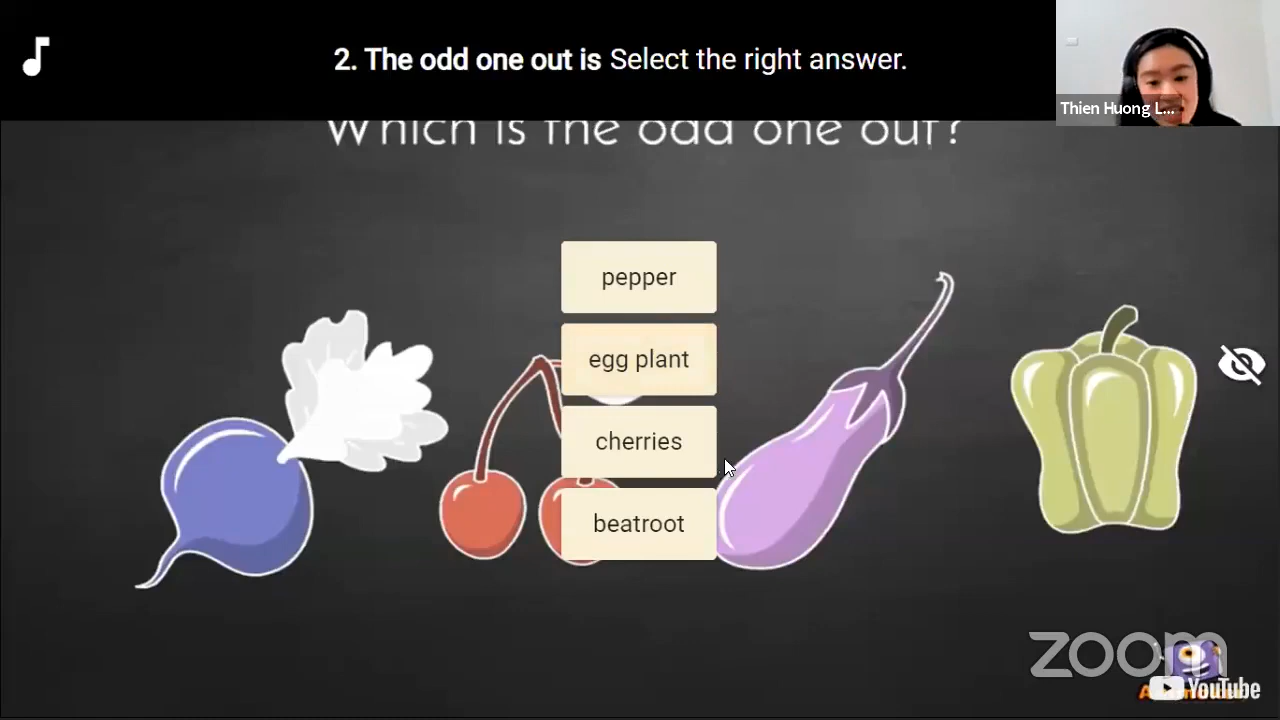 2. The odd one out is Select the right answer.
Thien Huong L...
Which is the odd one out?
pepper
egg plant
cherries
beatroot
zoom
YouTube